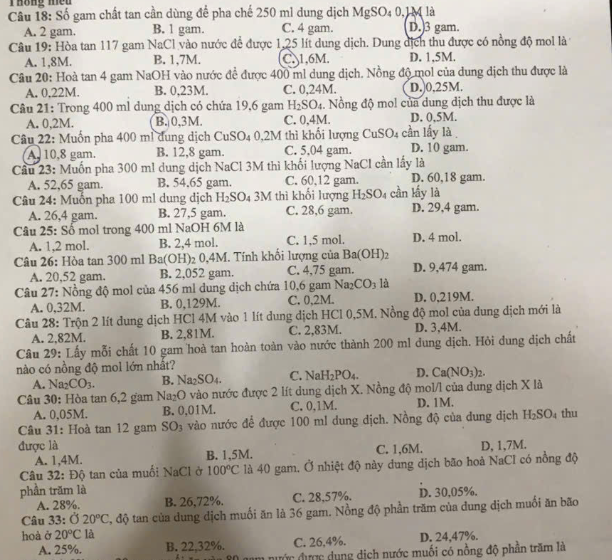 Câu 18: Số gam chất tan cần dùng để pha chế 250 ml dung dịch MgSO₄ 0,1M là
A. 2 gam. B. 1 gam. C. 4 gam. D. 3 gam.
Câu 19: Hòa tan 117 gam NaCl vào nước để được 1,25 lít dung dịch. Dung dịch thu được có nồng độ mol là
A. 1,8M. B. 1,7M. C. 1,6M. D. 1,5M.
Câu 20: Hoà tan 4 gam NaOH vào nước để được 400 ml dung dịch. Nồng độ mol của dung dịch thu được là
A. 0,22M. B. 0,23M. C. 0,24M. D. 0,25M.
Câu 21: Trong 400 ml dung dịch có chứa 19,6 gam H₂SO₄. Nồng độ mol của dung dịch thu được là
A. 0,2M. B. 0,3M. C. 0,4M. D. 0,5M.
Câu 22: Muốn pha 400 ml dung dịch CuSO₄ 0,2M thì khối lượng CuSO₄ cần lấy là
A. 10,8 gam. B. 12,8 gam. C. 5,04 gam. D. 10 gam.
Câu 23: Muốn pha 300 ml dung dịch NaCl 3M thì khối lượng NaCl cần lấy là
A. 52,65 gam. B. 54,65 gam. C. 60,12 gam. D. 60,18 gam.
Câu 24: Muốn pha 100 ml dung dịch H₂SO₄ 3M thì khối lượng H₂SO₄ cần lấy là
A. 26,4 gam. B. 27,5 gam. C. 28,6 gam. D. 29,4 gam.
Câu 25: Số mol trong 400 ml NaOH 6M là
A. 1,2 mol. B. 2,4 mol. C. 1,5 mol. D. 4 mol.
Câu 26: Hòa tan 300 ml Ba(OH)₂ 0,4M. Tính khối lượng của Ba(OH)₂
A. 20,52 gam. B. 2,052 gam. C. 4,75 gam. D. 9,474 gam.
Câu 27: Nồng độ mol của 456 ml dung dịch chứa 10,6 gam Na₂CO₃ là
A. 0,32M. B. 0,129M. C. 0,2M. D. 0,219M.
Câu 28: Trộn 2 lít dung dịch HCl 4M vào 1 lít dung dịch HCl 0,5M. Nồng độ mol của dung dịch mới là
A. 2,82M. B. 2,81M. C. 2,83M. D. 3,4M.
Câu 29: Lấy mỗi chất 10 gam hoà tan hoàn toàn vào nước thành 200 ml dung dịch. Hỏi dung dịch chất
nào có nồng độ mol lớn nhất?
A. Na₂CO₃. B. Na₂SO₄. C. NaH₂PO₄. D. Ca(NO₃)₂.
Câu 30: Hòa tan 6,2 gam Na₂O vào nước được 2 lít dung dịch X. Nồng độ mol/l của dung dịch X là
A. 0,05M. B. 0,01M. C. 0,1M. D. 1M.
Câu 31: Hoà tan 12 gam SO₃ vào nước để được 100 ml dung dịch. Nồng độ của dung dịch H₂SO₄ thu
được là
A. 1,4M. B. 1,5M. C. 1,6M. D, 1,7M.
Câu 32: Độ tan của muối NaCl ở 100°C là 40 gam. Ở nhiệt độ này dung dịch bão hoà NaCl có nồng độ
phần trăm là
A. 28%. B. 26,72%. C. 28,57%. D. 30,05%.
Câu 33: Ở 20°C, độ tan của dung dịch muối ăn là 36 gam. Nồng độ phần trăm của dung dịch muối ăn bão
hoà ở 20°C là
A. 25%. B. 22,32%. C. 26,4%. D. 24,47%.
80 gam nước được dung dịch nước muối có nồng độ phần trăm là